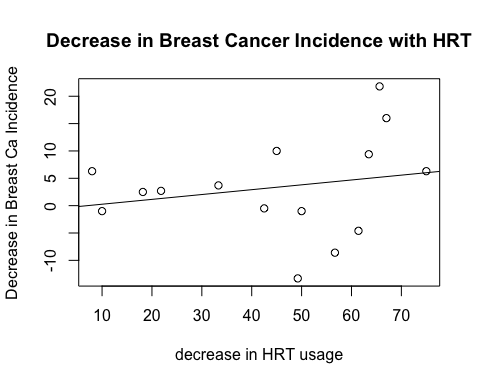 Decrease in Breast Cancer Incidence with HRT
Decrease in Breast Ca Incidence
20
10
5
0
-10
10 20 30 40 50 60 70
decrease in HRT usage